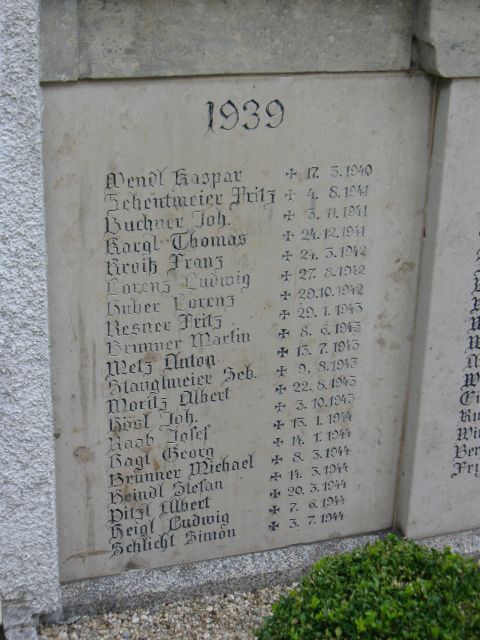 1939
Wendl Kaspar ✠ 17. 3. 1940
Schentmeier Fritz ✠ 4. 8. 1941
Buchner Joh. ✠ 3. 11. 1941
Kargl Thomas ✠ 24. 12. 1941
Kroiß Franz ✠ 24. 3. 1942
Lorenz Ludwig ✠ 27. 8. 1942
Huber Lorenz ✠ 29. 10. 1942
Resner Fritz ✠ 29. 1. 1943
Brunner Martin ✠ 8. 6. 1943
Metz Anton ✠ 13. 7. 1943
Stanglmeier Seb. ✠ 9. 8. 1943
Moritz Albert ✠ 22. 8. 1943
Hösl Joh. ✠ 3. 10. 1943
Raab Josef ✠ 13. 1. 1944
Hagl Georg ✠ 14. 1. 1944
Brunner Michael ✠ 8. 3. 1944
Heindl Stefan ✠ 14. 3. 1944
Pitzl Albert ✠ 20. 3. 1944
Heigl Ludwig ✠ 7. 6. 1944
Schlicht Simon ✠ 3. 7. 1944